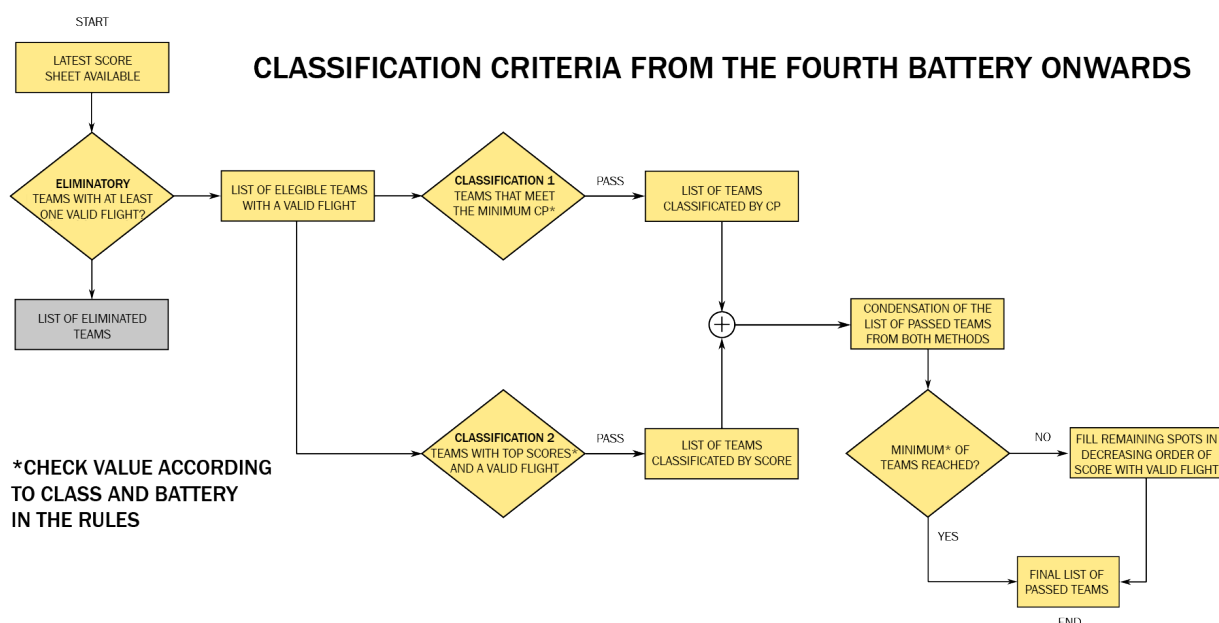 START
LATEST SCORE
SHEET AVAILABLE
CLASSIFICATION CRITERIA FROM THE FOURTH BATTERY ONWARDS
ELIMINATORY
TEAMS WITH AT LEAST
ONE VALID FLIGHT?
LIST OF ELEGIBLE TEAMS
WITH A VALID FLIGHT
CLASSIFICATION 1
TEAMS THAT MEET
THE MINIMUM CP*
PASS
LIST OF TEAMS
CLASSIFICATED BY CP
LIST OF ELIMINATED
TEAMS
CONDENSATION OF THE
LIST OF PASSED TEAMS
FROM BOTH METHODS
CLASSIFICATION 2
TEAMS WITH TOP SCORES*
AND A VALID FLIGHT
PASS
LIST OF TEAMS
CLASSIFICATED BY SCORE
MINIMUM* OF
TEAMS REACHED?
NO
FILL REMAINING SPOTS IN
DECREASING ORDER OF
SCORE WITH VALID FLIGHT
YES
*CHECK VALUE ACCORDING
TO CLASS AND BATTERY
IN THE RULES
FINAL LIST OF
PASSED TEAMS
END